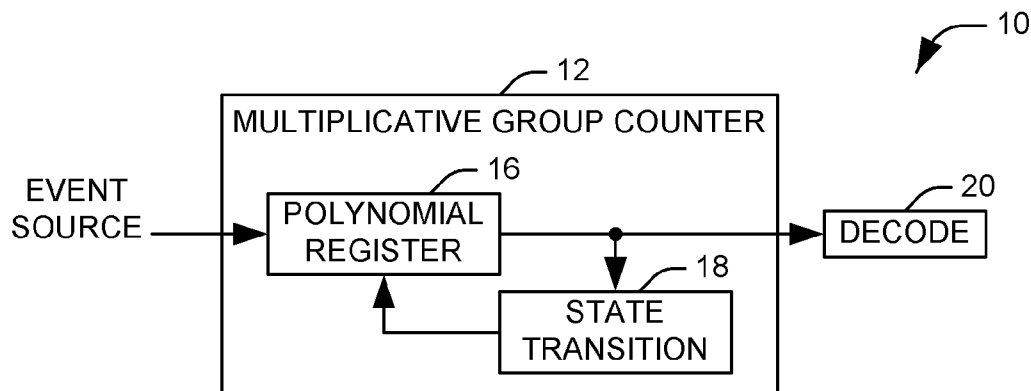 10
12
MULTIPLICATIVE GROUP COUNTER
16
EVENT
SOURCE
POLYNOMIAL
REGISTER
20
DECODE
18
STATE
TRANSITION